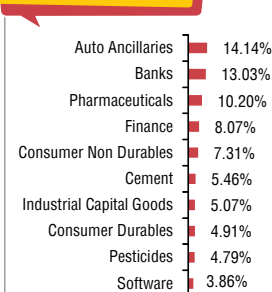 Auto Ancillaries 14.14%
Banks 13.03%
Pharmaceuticals 10.20%
Finance 8.07%
Consumer Non Durables 7.31%
Cement 5.46%
Industrial Capital Goods 5.07%
Consumer Durables 4.91%
Pesticides 4.79%
Software 3.86%